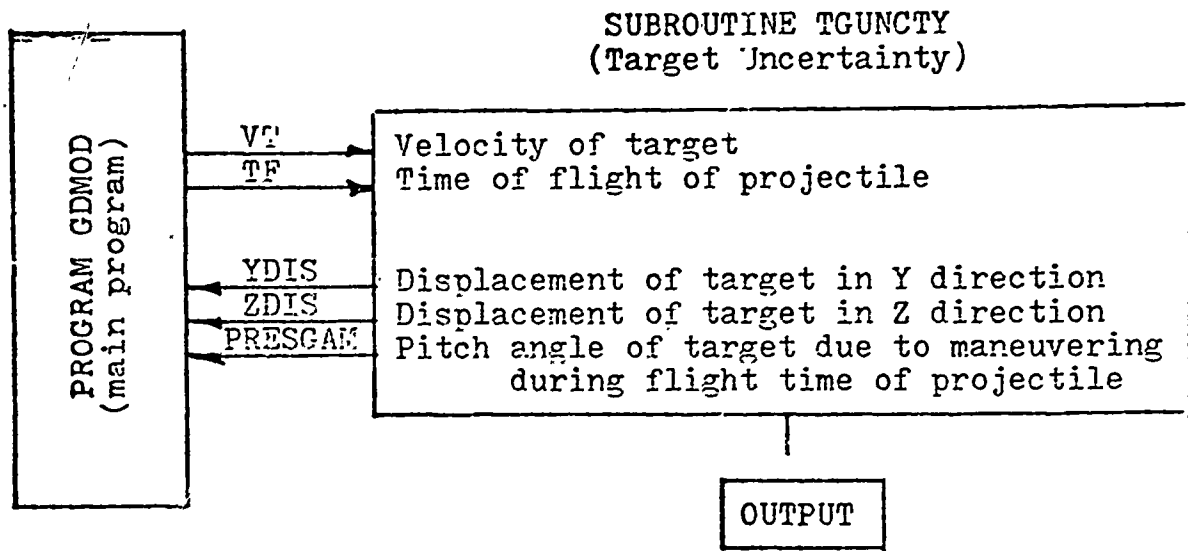 SUBROUTINE TGUNCTY
(Target Uncertainty)
PROGRAM GDMOD
(main program)
VT
Velocity of target
TF
Time of flight of projectile
YDIS
Displacement of target in Y direction
ZDIS
Displacement of target in Z direction
PRESGAM
Pitch angle of target due to maneuvering
during flight time of projectile
OUTPUT